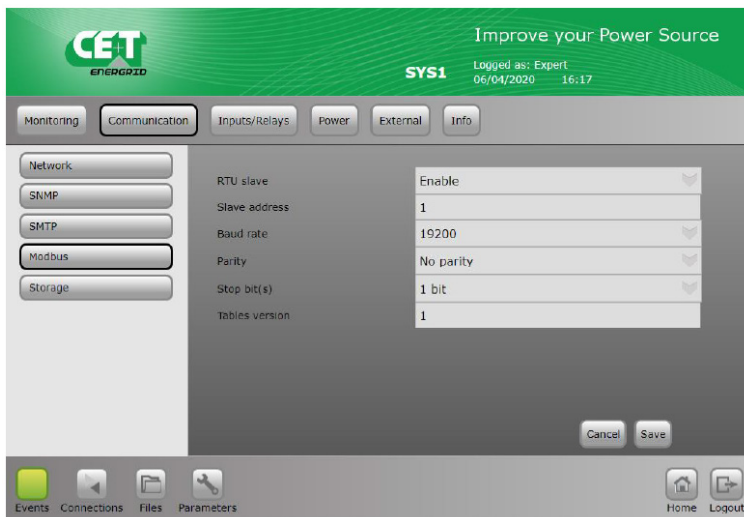 CE+T
ENERGRID
Improve your Power Source
SYS1
Logged as: Expert
06/04/2020 16:17
Monitoring Communication Inputs/Relays Power External Info
Network
SNMP
SMTP
Modbus
Storage
RTU slave Enable
Slave address 1
Baud rate 19200
Parity No parity
Stop bit(s) 1 bit
Tables version 1
Cancel Save
Events Connections Files Parameters Home Logout